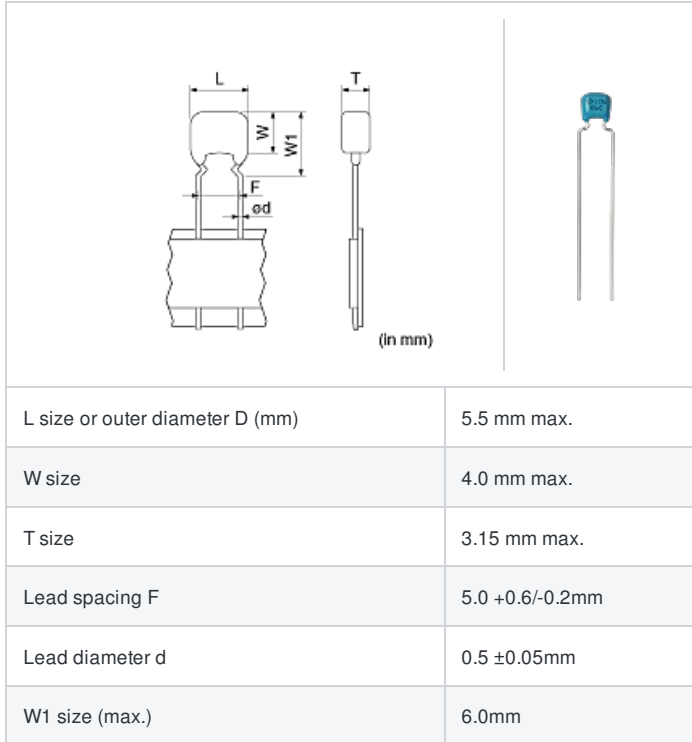 L
T
W
W1
F
ød
(in mm)
L size or outer diameter D (mm) 5.5 mm max.
W size 4.0 mm max.
T size 3.15 mm max.
Lead spacing F 5.0 +0.6/-0.2mm
Lead diameter d 0.5 ±0.05mm
W1 size (max.) 6.0mm